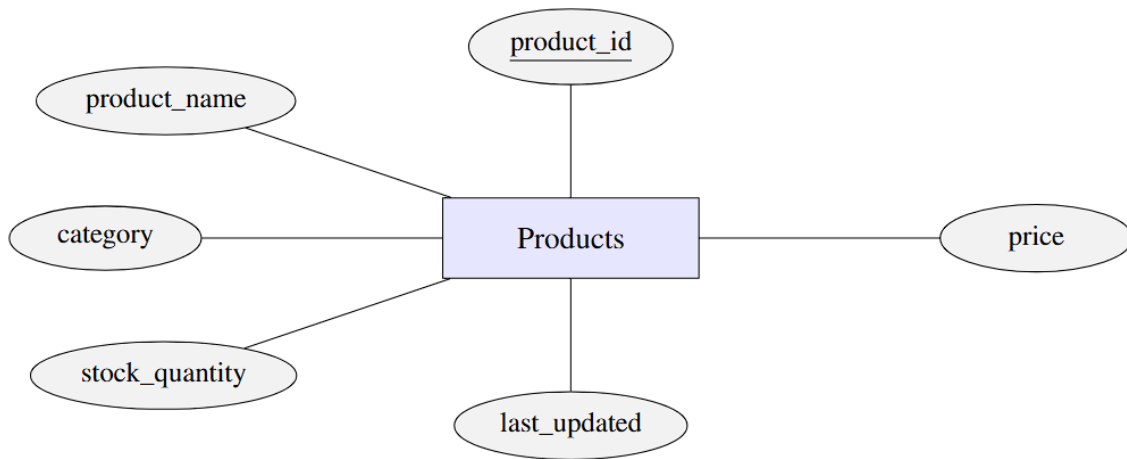 product_id
product_name
category
Products
price
stock_quantity
last_updated